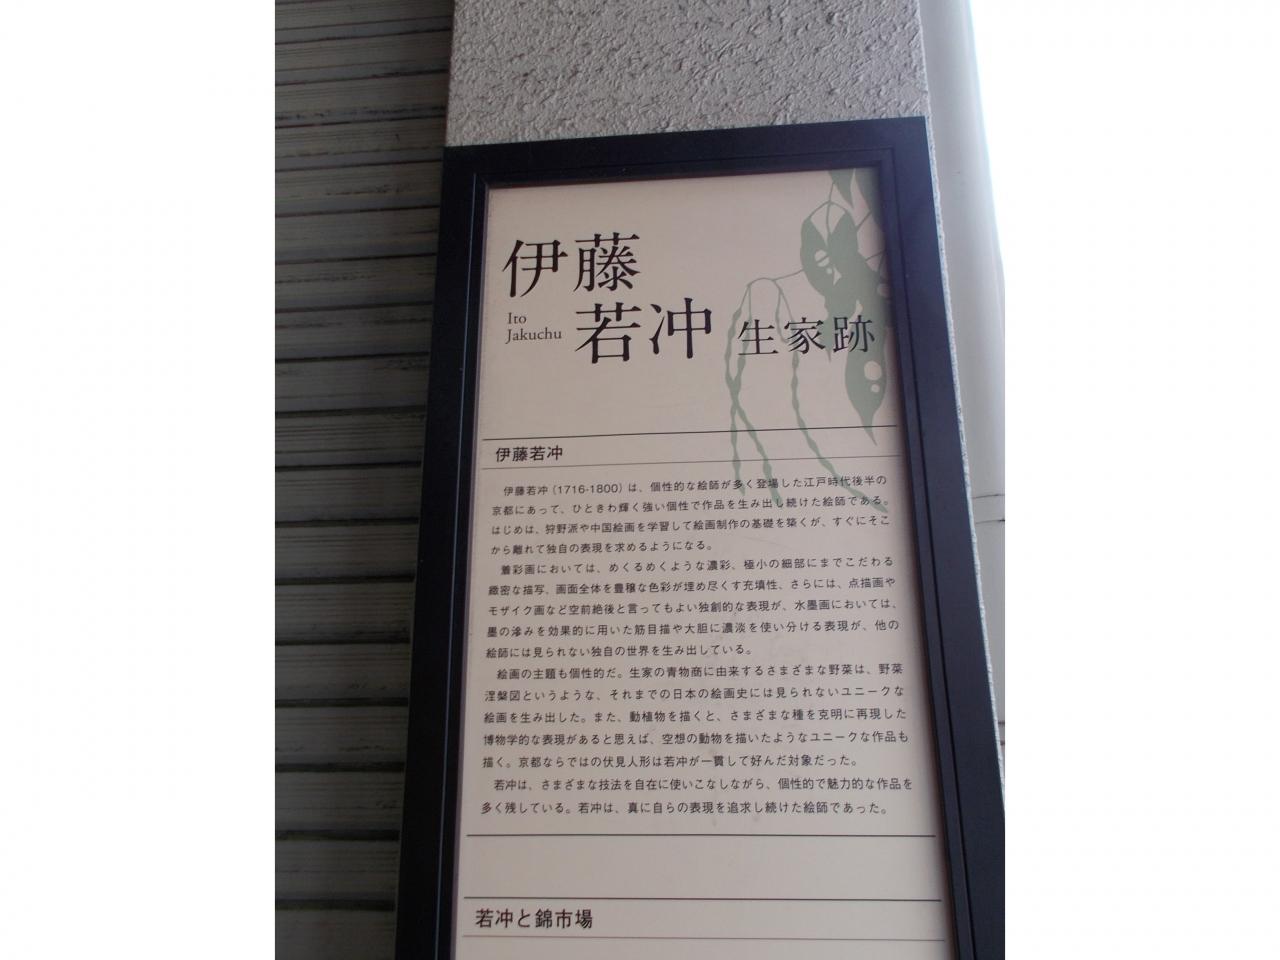 伊藤
若冲 生家跡
Ito
Jakuchu
伊藤若冲
伊藤若冲（1716-1800）は、個性的な絵師が多く登場した江戸時代後半の
京都にあって、ひときわ輝く強い個性で作品を生み出し続けた絵師である。
はじめは、狩野派や中国絵画を学習して絵画制作の基礎を築くが、すぐにそこ
から離れて独自の表現を求めるようになる。
着彩画においては、めくるめくような濃彩、極小の細部にまでこだわる
緻密な描写、画面全体を豊穣な色彩が埋め尽くす充填性、さらには、点描画や
モザイク画など空前絶後と言ってもよい独創的な表現が、水墨画においては、
墨の滲みを効果的に用いた筋目描や大胆に濃淡を使い分ける表現が、他の
絵師には見られない独自の世界を生み出している。
絵画の主題も個性的だ。生家の青物商に由来するさまざまな野菜は、野菜
涅槃図というような、それまでの日本の絵画史には見られないユニークな
絵画を生み出した。また、動植物を描くと、さまざまな種を克明に再現した
博物学的な表現があると思えば、空想の動物を描いたようなユニークな作品も
描く。京都ならではの伏見人形は若冲が一貫して好んだ対象だった。
若冲は、さまざまな技法を自在に使いこなしながら、個性的で魅力的な作品を
多く残している。若冲は、真に自らの表現を追求し続けた絵師であった。
若冲と錦市場